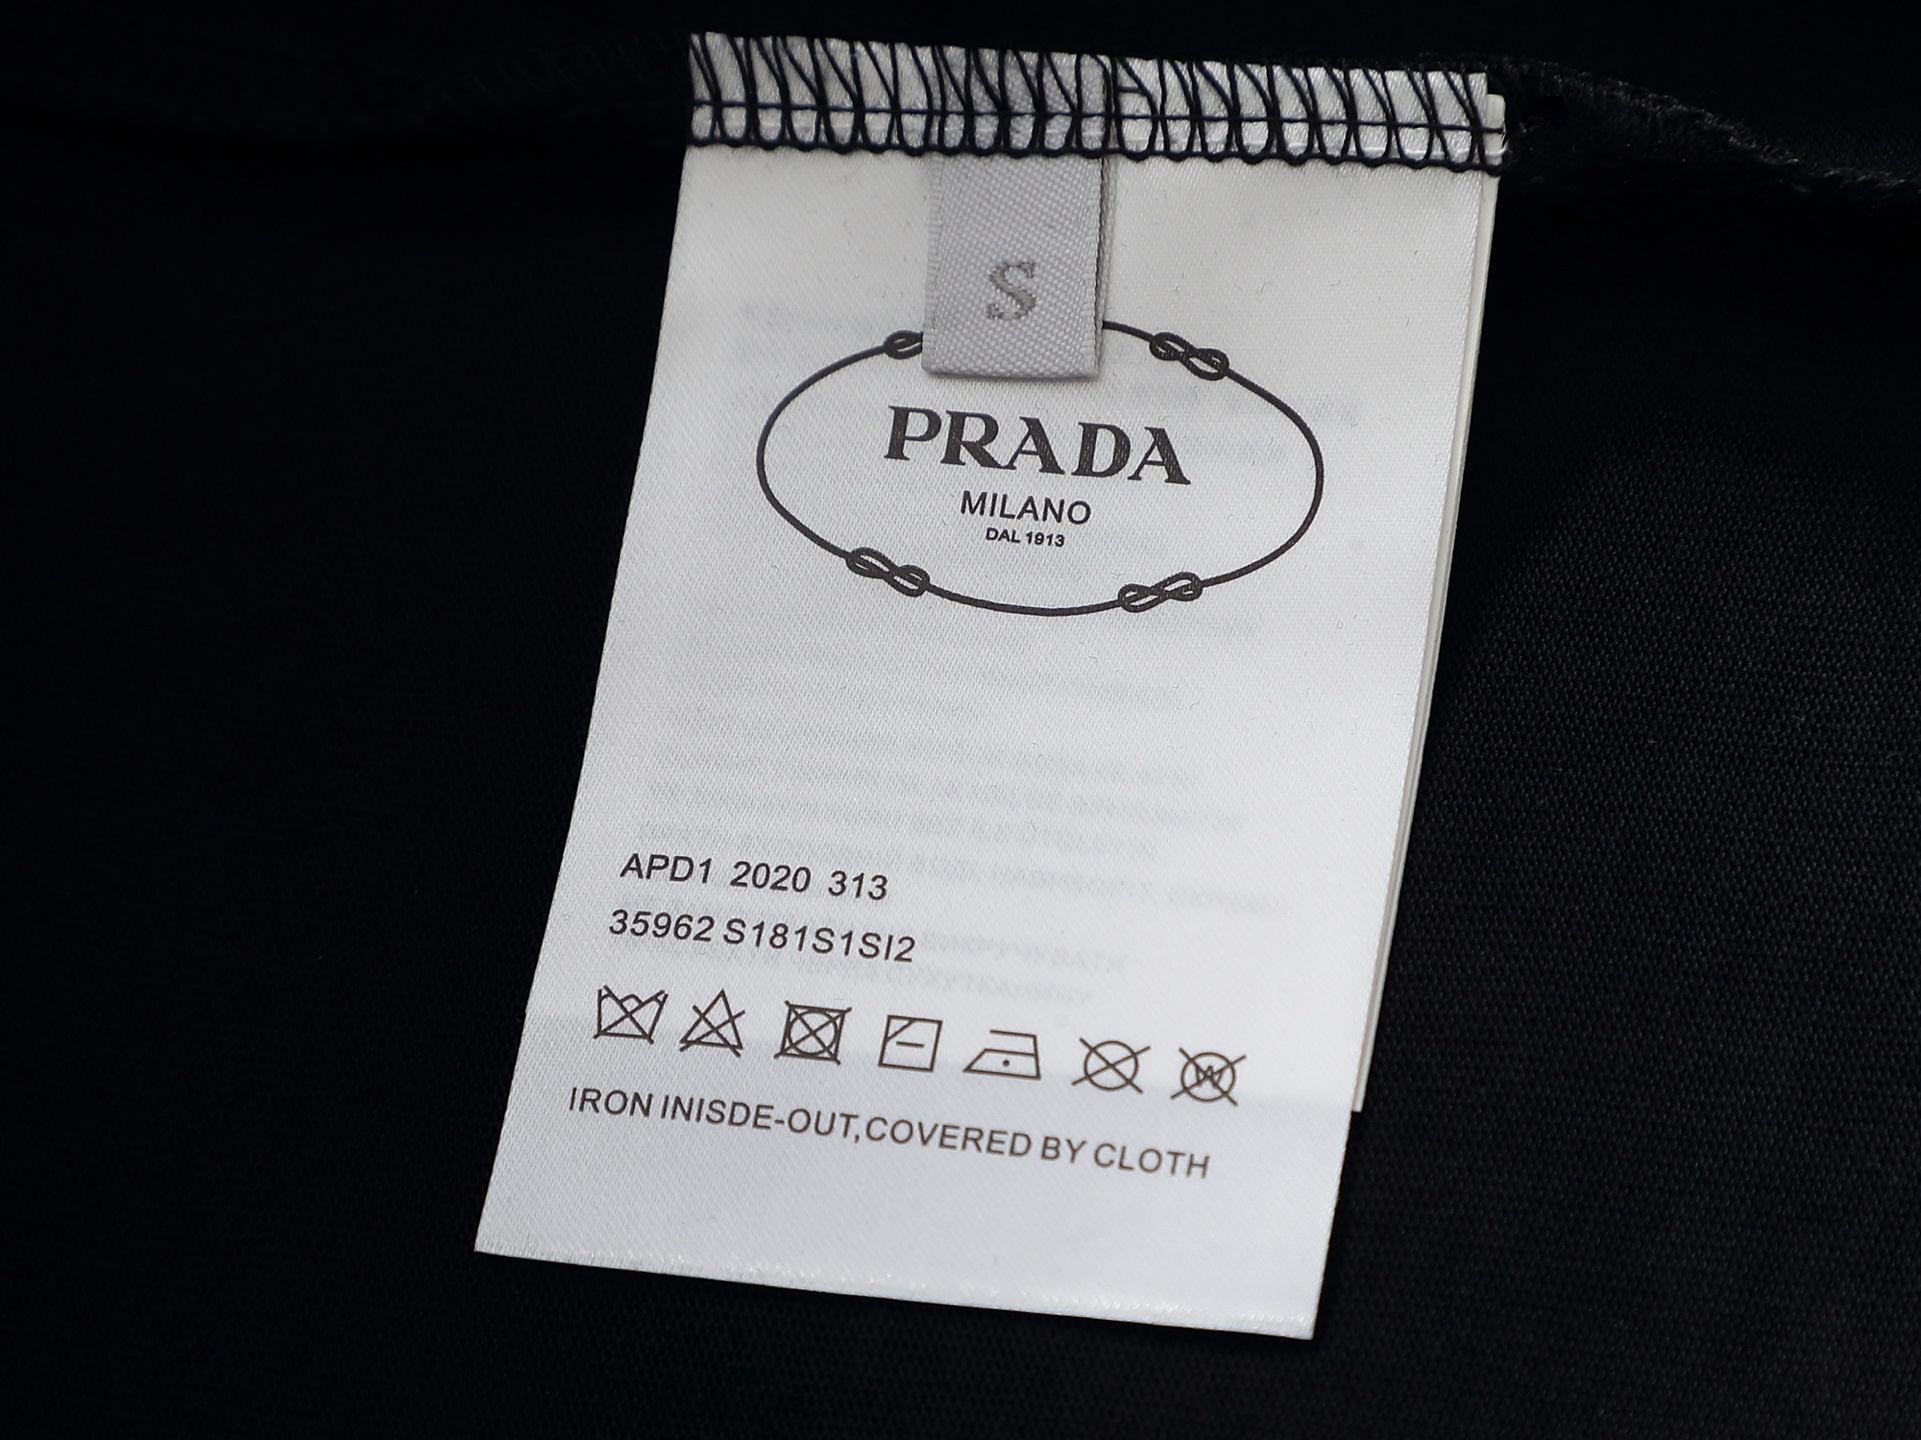 S
PRADA
MILANO
DAL 1913
APD1 2020 313
35962 S181S1SI2
W
IRON INISDE-OUT,COVERED BY CLOTH